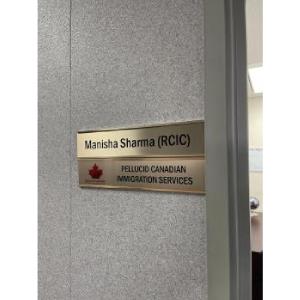 Manisha Sharma (RCIC)
PELLUCID CANADIAN
IMMIGRATION SERVICES